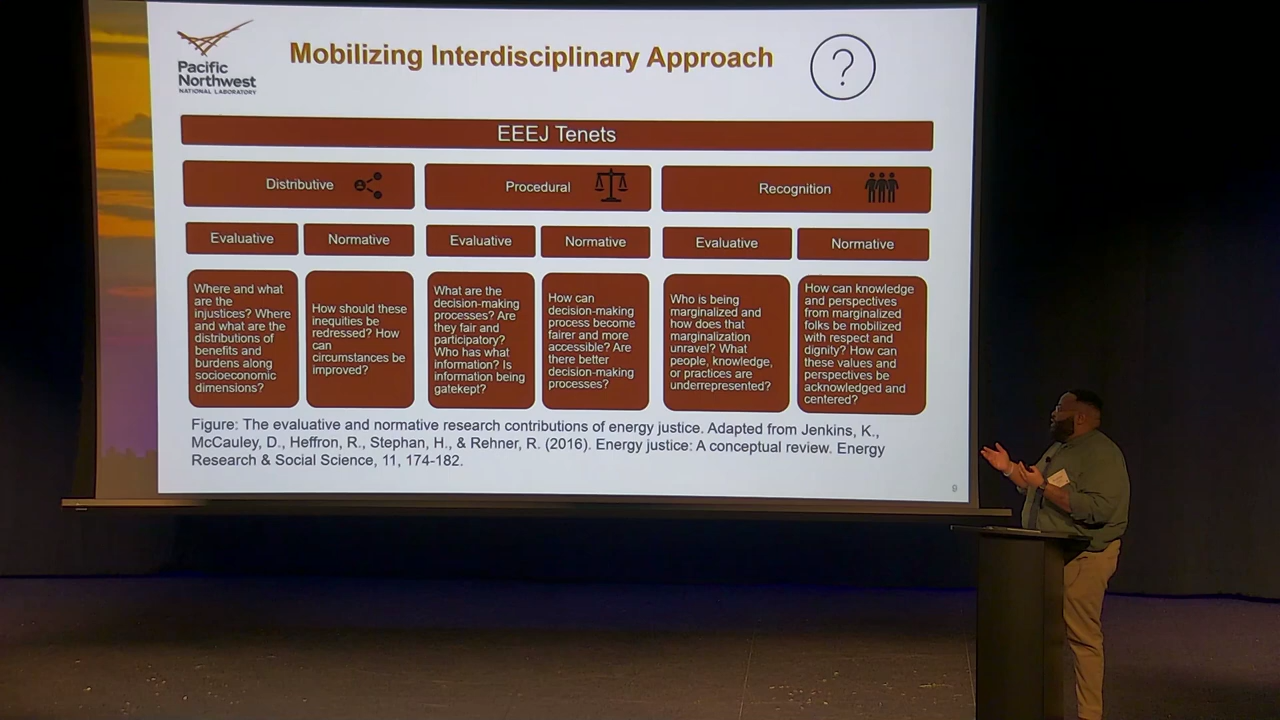 Pacific
Northwest
NATIONAL LABORATORY
Mobilizing Interdisciplinary Approach
?
EEEJ Tenets
Distributive
Procedural
Recognition
Evaluative
Normative
Evaluative
Normative
Evaluative
Normative
Where and what
are the
injustices? Where
and what are the
distributions of
benefits and
burdens along
socioeconomic
dimensions?
How should these
inequities be
redressed? How
can
circumstances be
improved?
What are the
decision-making
processes? Are
they fair and
participatory?
Who has what
information? Is
information being
gatekept?
How can
decision-making
process become
fairer and more
accessible? Are
there better
decision-making
processes?
Who is being
marginalized and
how does that
marginalization
unravel? What
people, knowledge,
or practices are
underrepresented?
How can knowledge
and perspectives
from marginalized
folks be mobilized
with respect and
dignity? How can
these values and
perspectives be
acknowledged and
centered?
Figure: The evaluative and normative research contributions of energy justice. Adapted from Jenkins, K.,
McCauley, D., Heffron, R., Stephan, H., & Rehner, R. (2016). Energy justice: A conceptual review. Energy
Research & Social Science, 11, 174-182.
9